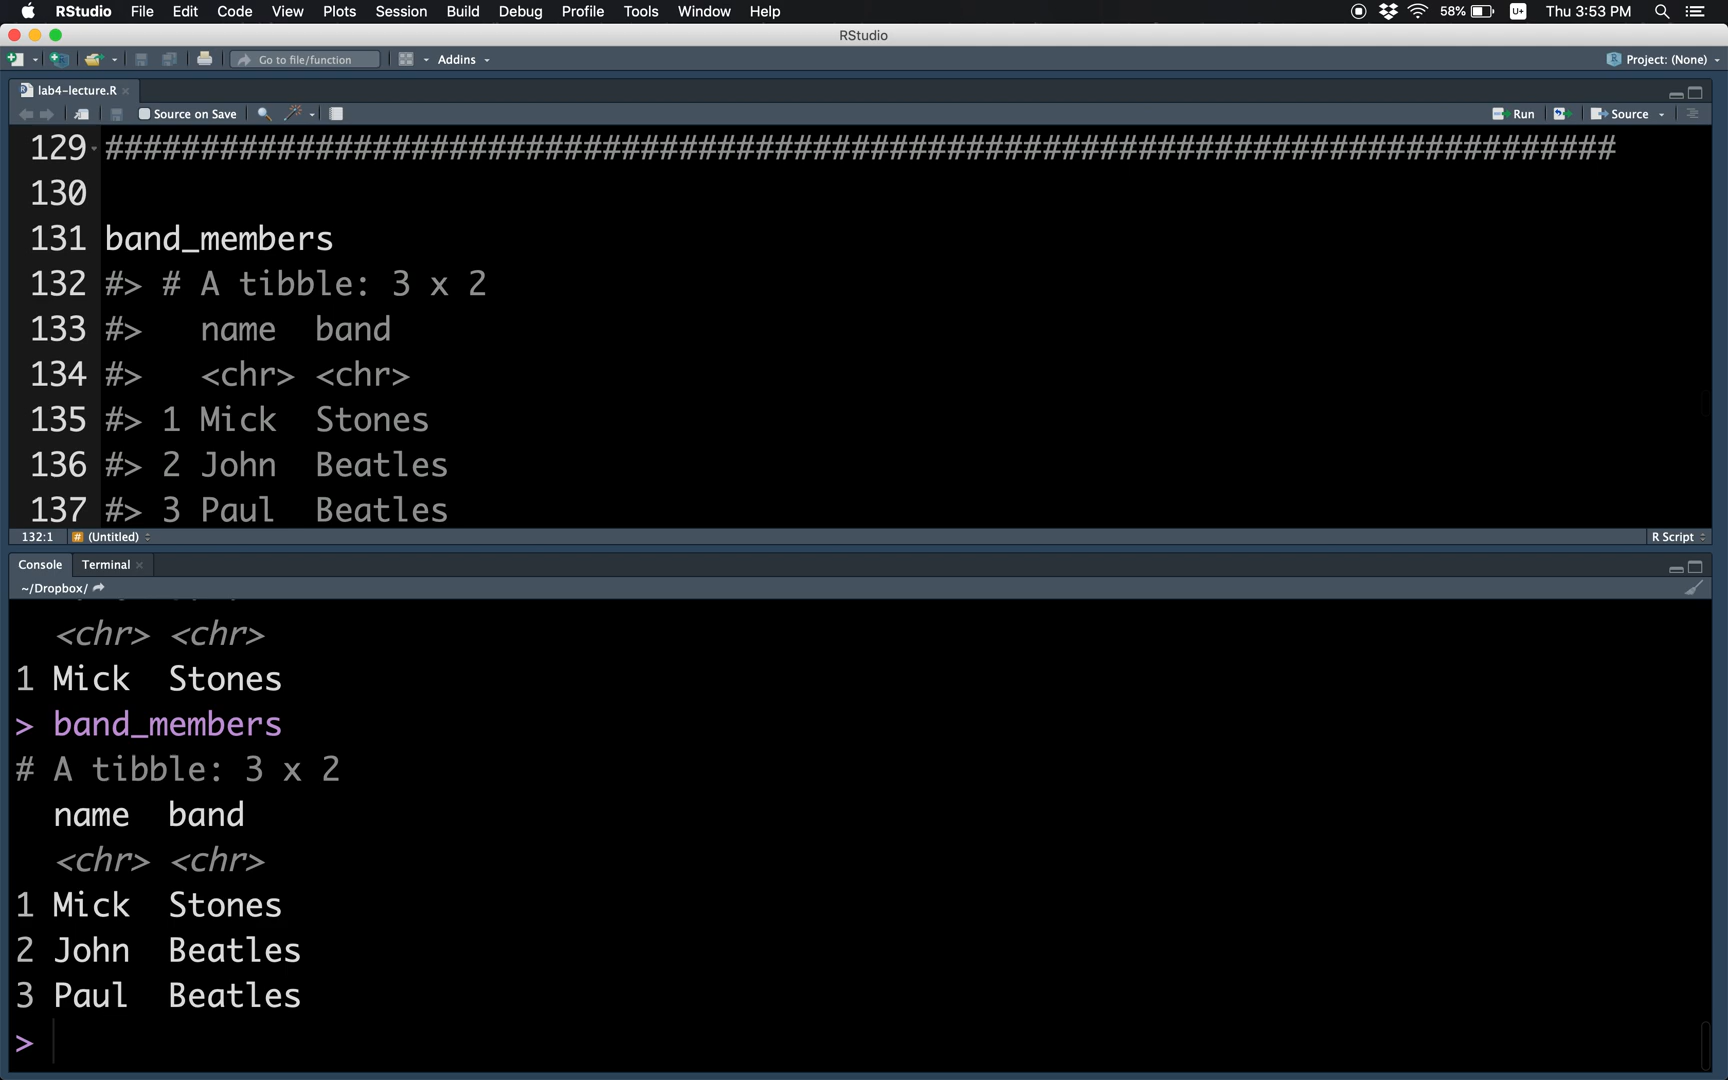 RStudio File Edit Code View Plots Session Build Debug Profile Tools Window Help 58% U+ Thu 3:53 PM
RStudio
Go to file/function Addins Project: (None)
lab4-lecture.R
Source on Save Run Source
129 ###############################################################################
130
131 band_members
132 #> # A tibble: 3 x 2
133 #>   name  band
134 #>   <chr> <chr>
135 #> 1 Mick  Stones
136 #> 2 John  Beatles
137 #> 3 Paul  Beatles
132:1 # (Untitled) R Script
Console Terminal
~/Dropbox/
<chr> <chr>
1 Mick  Stones
> band_members
# A tibble: 3 x 2
name  band
<chr> <chr>
1 Mick  Stones
2 John  Beatles
3 Paul  Beatles
>